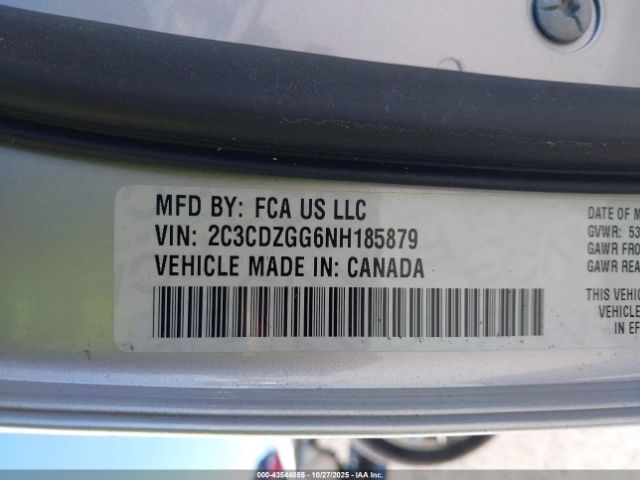 MFD BY: FCA US LLC
VIN: 2C3CDZGG6NH185879
VEHICLE MADE IN: CANADA
DATE OF M
GVWR: 53
GAWR FRO
GAWR REA
THIS VEHIC
VEHICLE
IN EF
000-43544855 - 10/27/2025 - IAA, Inc.